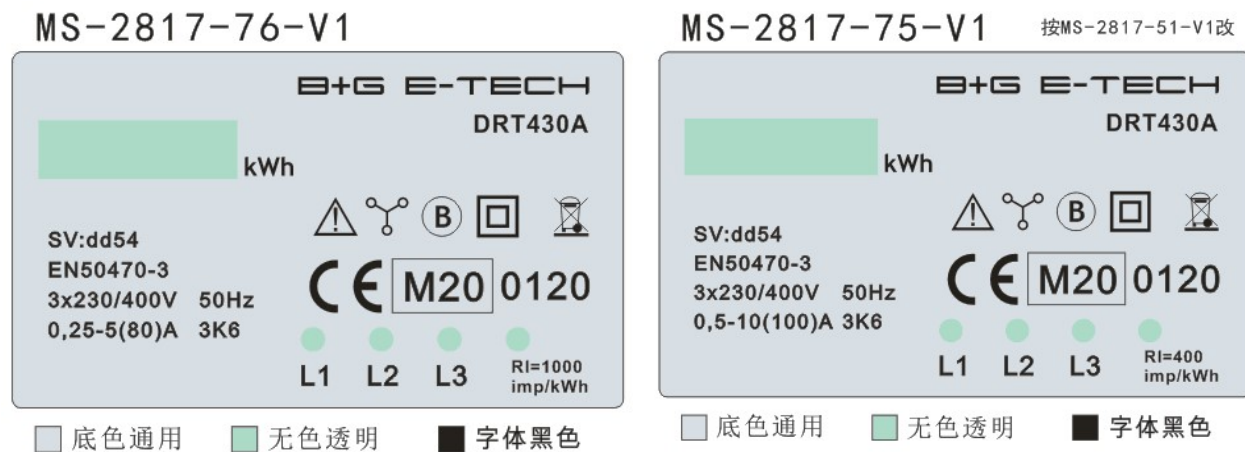 MS-2817-76-V1
B+G E-TECH
DRT430A
kWh
B
SV:dd54
EN50470-3
3x230/400V 50Hz
0,25-5(80)A 3K6
CE M20 0120
L1 L2 L3
RI=1000
imp/kWh
底色通用 无色透明 字体黑色
MS-2817-75-V1 按MS-2817-51-V1改
B+G E-TECH
DRT430A
kWh
B
SV:dd54
EN50470-3
3x230/400V 50Hz
0,5-10(100)A 3K6
CE M20 0120
L1 L2 L3
RI=400
imp/kWh
底色通用 无色透明 字体黑色